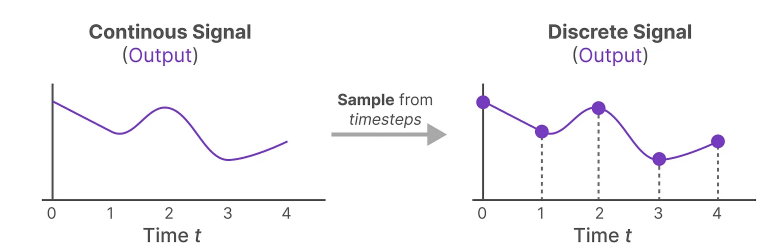 Continous Signal
(Output)
0 1 2 3 4
Time t
Sample from
timesteps
Discrete Signal
(Output)
0 1 2 3 4
Time t